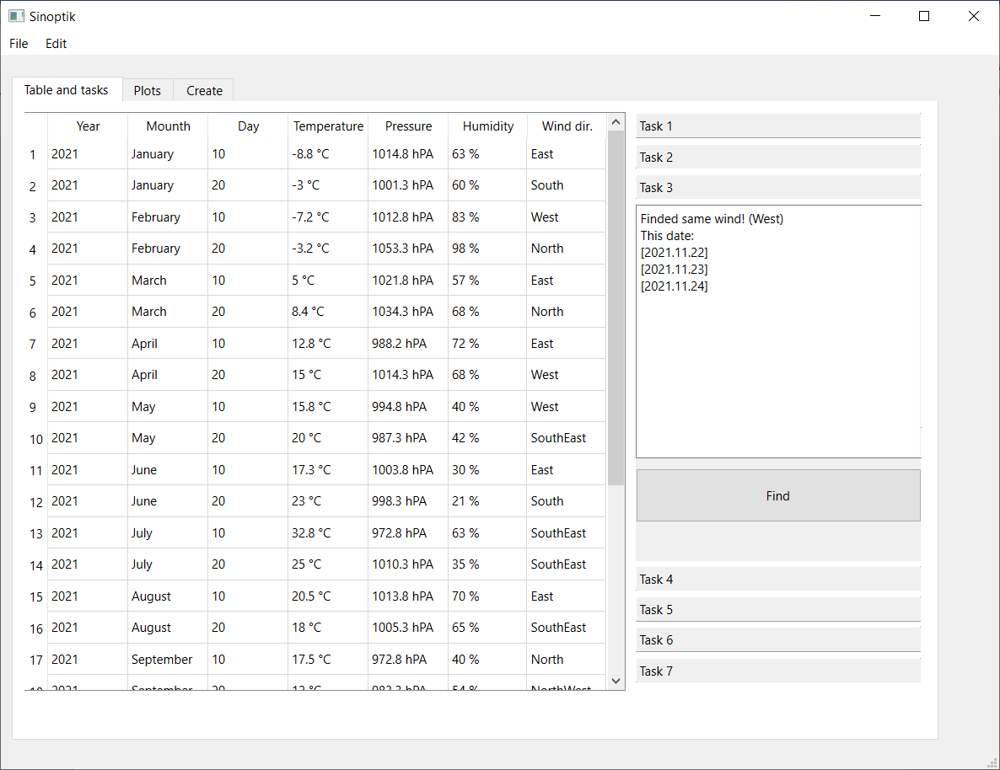 Sinoptik
File Edit
Table and tasks Plots Create
Year Mounth Day Temperature Pressure Humidity Wind dir.
1 2021 January 10 -8.8 °C 1014.8 hPA 63 % East
2 2021 January 20 -3 °C 1001.3 hPA 60 % South
3 2021 February 10 -7.2 °C 1012.8 hPA 83 % West
4 2021 February 20 -3.2 °C 1053.3 hPA 98 % North
5 2021 March 10 5 °C 1021.8 hPA 57 % East
6 2021 March 20 8.4 °C 1034.3 hPA 68 % North
7 2021 April 10 12.8 °C 988.2 hPA 72 % East
8 2021 April 20 15 °C 1014.3 hPA 68 % West
9 2021 May 10 15.8 °C 994.8 hPA 40 % West
10 2021 May 20 20 °C 987.3 hPA 42 % SouthEast
11 2021 June 10 17.3 °C 1003.8 hPA 30 % East
12 2021 June 20 23 °C 998.3 hPA 21 % South
13 2021 July 10 32.8 °C 972.8 hPA 63 % SouthEast
14 2021 July 20 25 °C 1010.3 hPA 35 % SouthEast
15 2021 August 10 20.5 °C 1013.8 hPA 70 % East
16 2021 August 20 18 °C 1005.3 hPA 65 % SouthEast
17 2021 September 10 17.5 °C 972.8 hPA 40 % North
2021 September 20 NorthWest
Task 1
Task 2
Task 3
Finded same wind! (West)
This date:
[2021.11.22]
[2021.11.23]
[2021.11.24]
Find
Task 4
Task 5
Task 6
Task 7